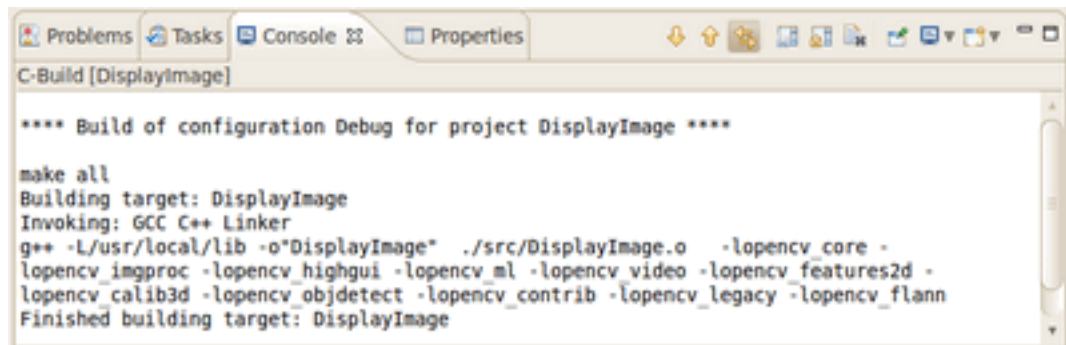 Problems Tasks Console Properties
C-Build [DisplayImage]
**** Build of configuration Debug for project DisplayImage ****
make all
Building target: DisplayImage
Invoking: GCC C++ Linker
g++ -L/usr/local/lib -o"DisplayImage" ./src/DisplayImage.o -lopencv_core -
lopencv_imgproc -lopencv_highgui -lopencv_ml -lopencv_video -lopencv_features2d -
lopencv_calib3d -lopencv_objdetect -lopencv_contrib -lopencv_legacy -lopencv_flann
Finished building target: DisplayImage